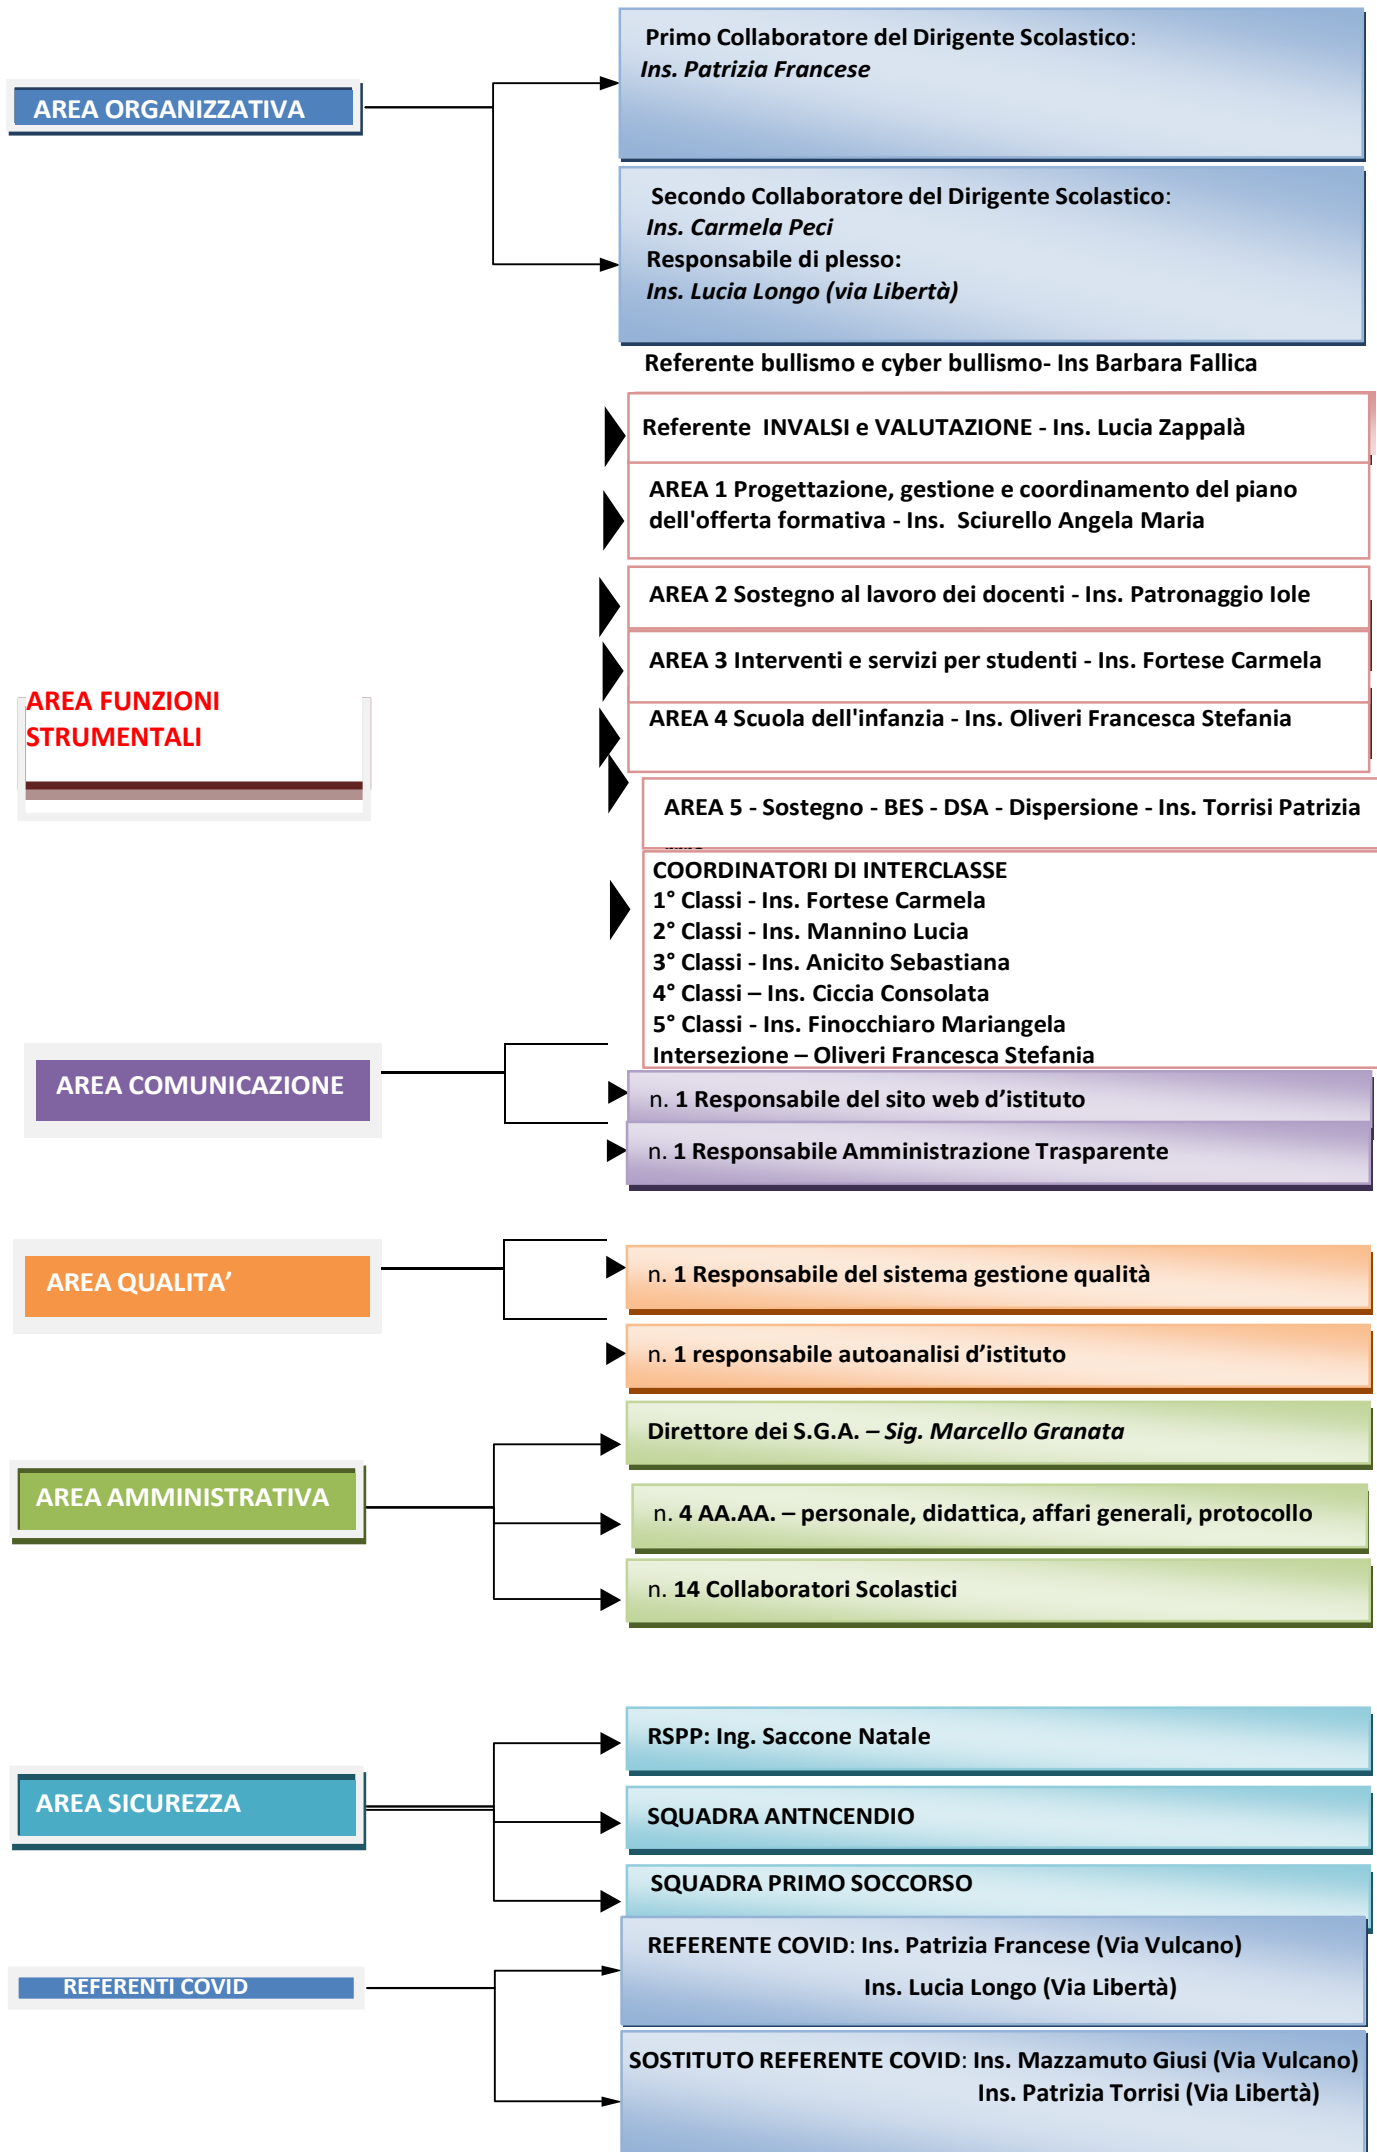 AREA ORGANIZZATIVA
Primo Collaboratore del Dirigente Scolastico:
Ins. Patrizia Francese
Secondo Collaboratore del Dirigente Scolastico:
Ins. Carmela Peci
Responsabile di plesso:
Ins. Lucia Longo (via Libertà)
Referente bullismo e cyber bullismo- Ins Barbara Fallica
AREA FUNZIONI
STRUMENTALI
Referente INVALSI e VALUTAZIONE - Ins. Lucia Zappalà
AREA 1 Progettazione, gestione e coordinamento del piano
dell'offerta formativa - Ins. Sciurello Angela Maria
AREA 2 Sostegno al lavoro dei docenti - Ins. Patronaggio Iole
AREA 3 Interventi e servizi per studenti - Ins. Fortese Carmela
AREA 4 Scuola dell'infanzia - Ins. Oliveri Francesca Stefania
AREA 5 - Sostegno - BES - DSA - Dispersione - Ins. Torrisi Patrizia
COORDINATORI DI INTERCLASSE
1° Classi - Ins. Fortese Carmela
2° Classi - Ins. Mannino Lucia
3° Classi - Ins. Anicito Sebastiana
4° Classi – Ins. Ciccia Consolata
5° Classi - Ins. Finocchiaro Mariangela
Intersezione – Oliveri Francesca Stefania
AREA COMUNICAZIONE
n. 1 Responsabile del sito web d’istituto
n. 1 Responsabile Amministrazione Trasparente
AREA QUALITA’
n. 1 Responsabile del sistema gestione qualità
n. 1 responsabile autoanalisi d’istituto
AREA AMMINISTRATIVA
Direttore dei S.G.A. – Sig. Marcello Granata
n. 4 AA.AA. – personale, didattica, affari generali, protocollo
n. 14 Collaboratori Scolastici
AREA SICUREZZA
RSPP: Ing. Saccone Natale
SQUADRA ANTNCENDIO
SQUADRA PRIMO SOCCORSO
REFERENTI COVID
REFERENTE COVID: Ins. Patrizia Francese (Via Vulcano)
Ins. Lucia Longo (Via Libertà)
SOSTITUTO REFERENTE COVID: Ins. Mazzamuto Giusi (Via Vulcano)
Ins. Patrizia Torrisi (Via Libertà)